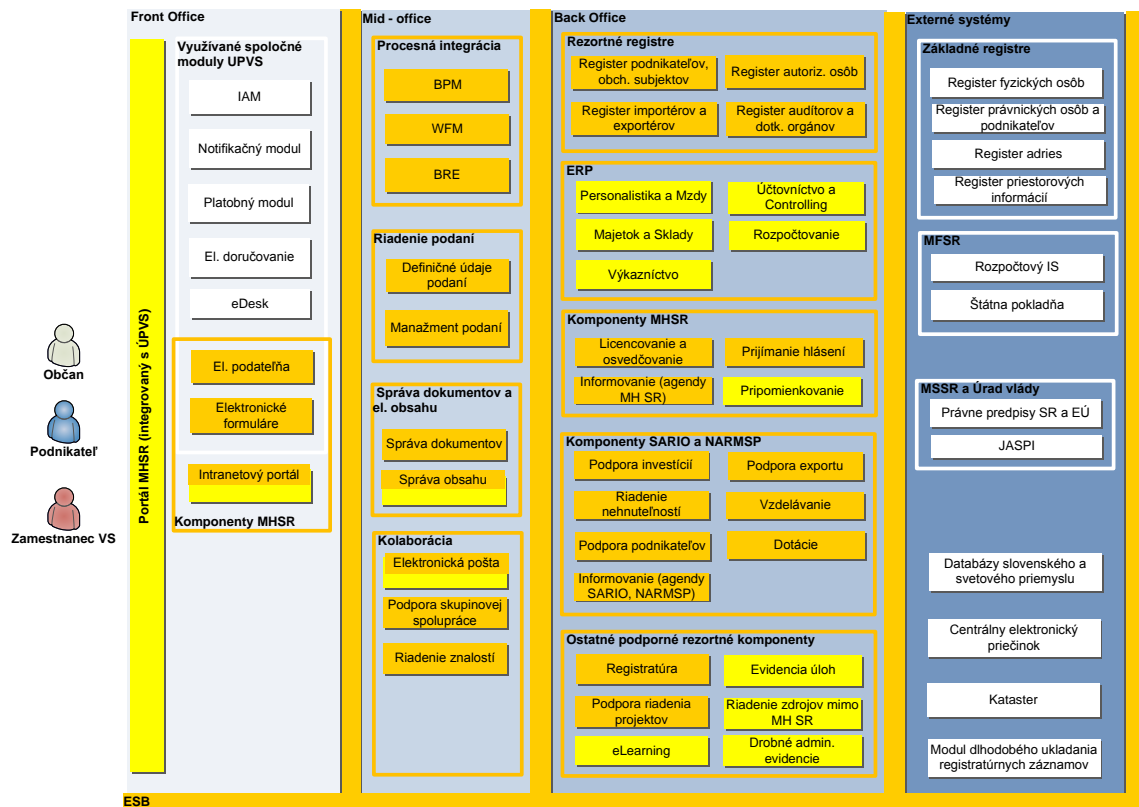 Front Office
Portál MHSR (integrovaný s ÚPVS)
Využívané spoločné
moduly UPVS
IAM
Notifikačný modul
Platobný modul
El. doručovanie
eDesk
El. podateľňa
Elektronické
formuláre
Intranetový portál
Komponenty MHSR
Občan
Podnikateľ
Zamestnanec VS
Mid - office
Procesná integrácia
BPM
WFM
BRE
Riadenie podaní
Definičné údaje
podaní
Manažment podaní
Správa dokumentov a
el. obsahu
Správa dokumentov
Správa obsahu
Kolaborácia
Elektronická pošta
Podpora skupinovej
spolupráce
Riadenie znalostí
Back Office
Rezortné registre
Register podnikateľov,
obch. subjektov
Register autoriz. osôb
Register importérov a
exportérov
Register audítorov a
dotk. orgánov
ERP
Personalistika a Mzdy
Účtovníctvo a
Controlling
Majetok a Sklady
Rozpočtovanie
Výkazníctvo
Komponenty MHSR
Licencovanie a
osvedčovanie
Prijímanie hlásení
Informovanie (agendy
MH SR)
Pripomienkovanie
Komponenty SARIO a NARMSP
Podpora investícií
Podpora exportu
Riadenie
nehnuteľností
Vzdelávanie
Podpora podnikateľov
Dotácie
Informovanie (agendy
SARIO, NARMSP)
Ostatné podporné rezortné komponenty
Registratúra
Evidencia úloh
Podpora riadenia
projektov
Riadenie zdrojov mimo
MH SR
eLearning
Drobné admin.
evidencie
Externé systémy
Základné registre
Register fyzických osôb
Register právnických osôb a
podnikateľov
Register adries
Register priestorových
informácií
MFSR
Rozpočtový IS
Štátna pokladňa
MSSR a Úrad vlády
Právne predpisy SR a EÚ
JASPI
Databázy slovenského a
svetového priemyslu
Centrálny elektronický
priečinok
Kataster
Modul dlhodobého ukladania
registratúrnych záznamov
ESB